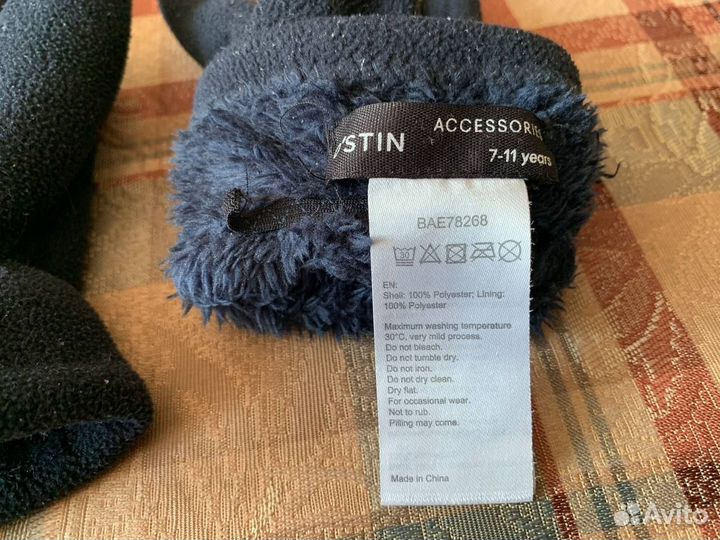 /STIN
ACCESSORIES
7-11 years
BAE78268
30
EN:
Shell: 100% Polyester; Lining:
100% Polyester
Maximum washing temperature
30°C, very mild process.
Do not bleach.
Do not tumble dry.
Do not iron.
Do not dry clean.
Dry flat.
For occasional wear.
Not to rub.
Pilling may come.
Made in China
Avito